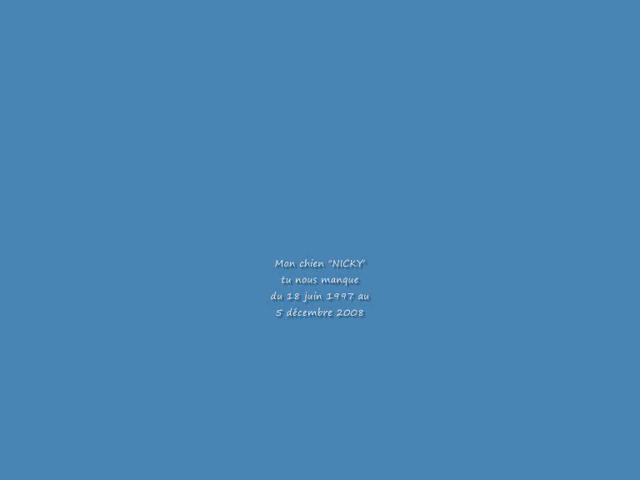 Mon chien "NICKY"
tu nous manque
du 18 juin 1997 au
5 décembre 2008